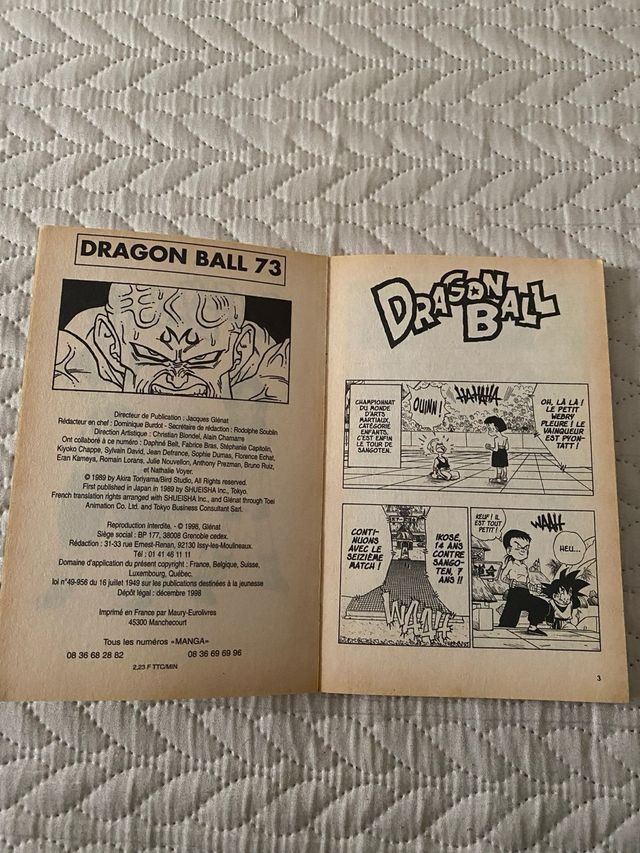 DRAGON BALL 73
Directeur de Publication : Jacques Glénat
Rédacteur en chef : Dominique Burdot - Secrétaire de rédaction : Rodolphe Soublin
Direction Artistique : Christian Blondel, Alain Chamarre
Ont collaboré à ce numéro : Daphné Belt, Fabrice Bras, Stéphanie Capitolin,
Kiyoko Chappe, Sylvain David, Jean Defrance, Sophie Dumas, Florence Echat,
Eran Kameya, Romain Lorans, Julie Nouvellon, Anthony Prezman, Bruno Ruiz,
et Nathalie Voyer.
© 1989 by Akira Toriyama/Bird Studio, All Rights reserved.
First published in Japan in 1989 by SHUEISHA Inc., Tokyo.
French translation rights arranged with SHUEISHA Inc., and Glénat through Toei
Animation Co. Ltd. and Tokyo Business Consultant Sarl.
Reproduction interdite. - © 1998, Glénat
Siège social : BP 177, 38008 Grenoble cedex.
Rédaction : 31-33 rue Ernest-Renan, 92130 Issy-les-Moulineaux.
Tél : 01 41 46 11 11
Domaine d'application du présent copyright : France, Belgique, Suisse,
Luxembourg, Québec.
loi n°49-956 du 16 juillet 1949 sur les publications destinées à la jeunesse
Dépôt légal : décembre 1998
Imprimé en France par Maury-Eurolivres
45300 Manchecourt
Tous les numéros «MANGA»
08 36 68 28 82 08 36 69 69 96
2,23 F TTC/MIN
DRAGON BALL
CHAMPIONNAT
DU MONDE
D'ARTS
MARTIAUX,
CATÉGORIE
ENFANTS.
C'EST ENFIN
LE TOUR DE
SANGOTEN.
OUINN !
HAHAHA
OH, LÀ LÀ !
LE PETIT
WEBRY
PLEURE ! LE
VAINQUEUR
EST PYON-
TATT !
CONTI-
NUONS
AVEC LE
SEIZIÈME
MATCH !
IKOSÉ,
14 ANS
CONTRE
SANGO-
TEN, 7
ANS !!
WAAAH
KEUF ! IL
EST TOUT
PETIT !
WAAH
HEU...
3